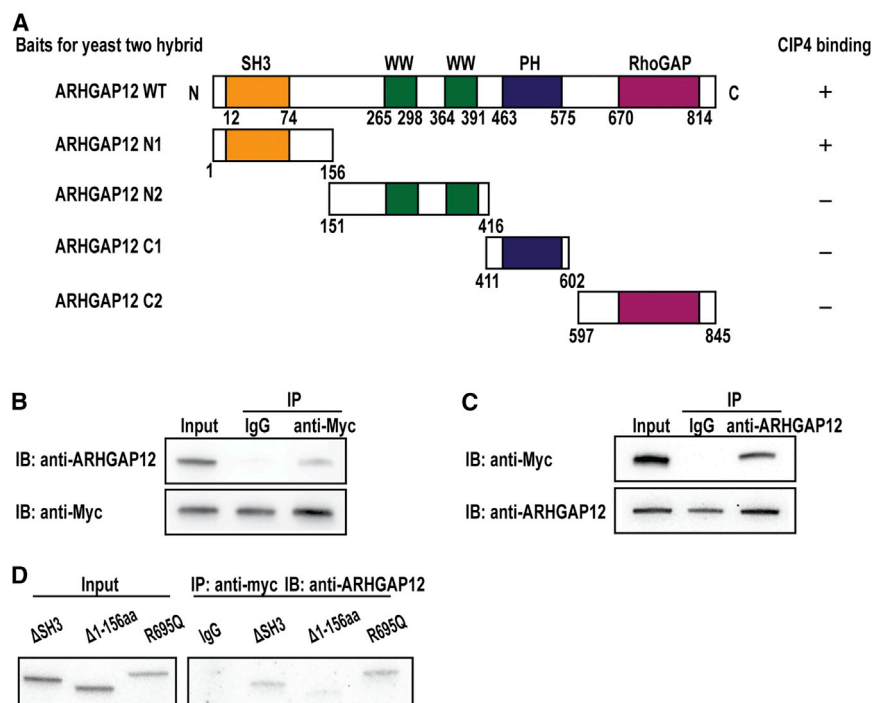 A
Baits for yeast two hybrid
CIP4 binding
SH3 WW WW PH RhoGAP
ARHGAP12 WT N C +
12 74 265 298 364 391 463 575 670 814
ARHGAP12 N1 +
1 156
ARHGAP12 N2 –
151 416
ARHGAP12 C1 –
411 602
ARHGAP12 C2 –
597 845
B
IP
Input IgG anti-Myc
IB: anti-ARHGAP12
IB: anti-Myc
C
IP
Input IgG anti-ARHGAP12
IB: anti-Myc
IB: anti-ARHGAP12
D
Input IP: anti-myc IB: anti-ARHGAP12
ΔSH3 Δ1-156aa R695Q IgG ΔSH3 Δ1-156aa R695Q